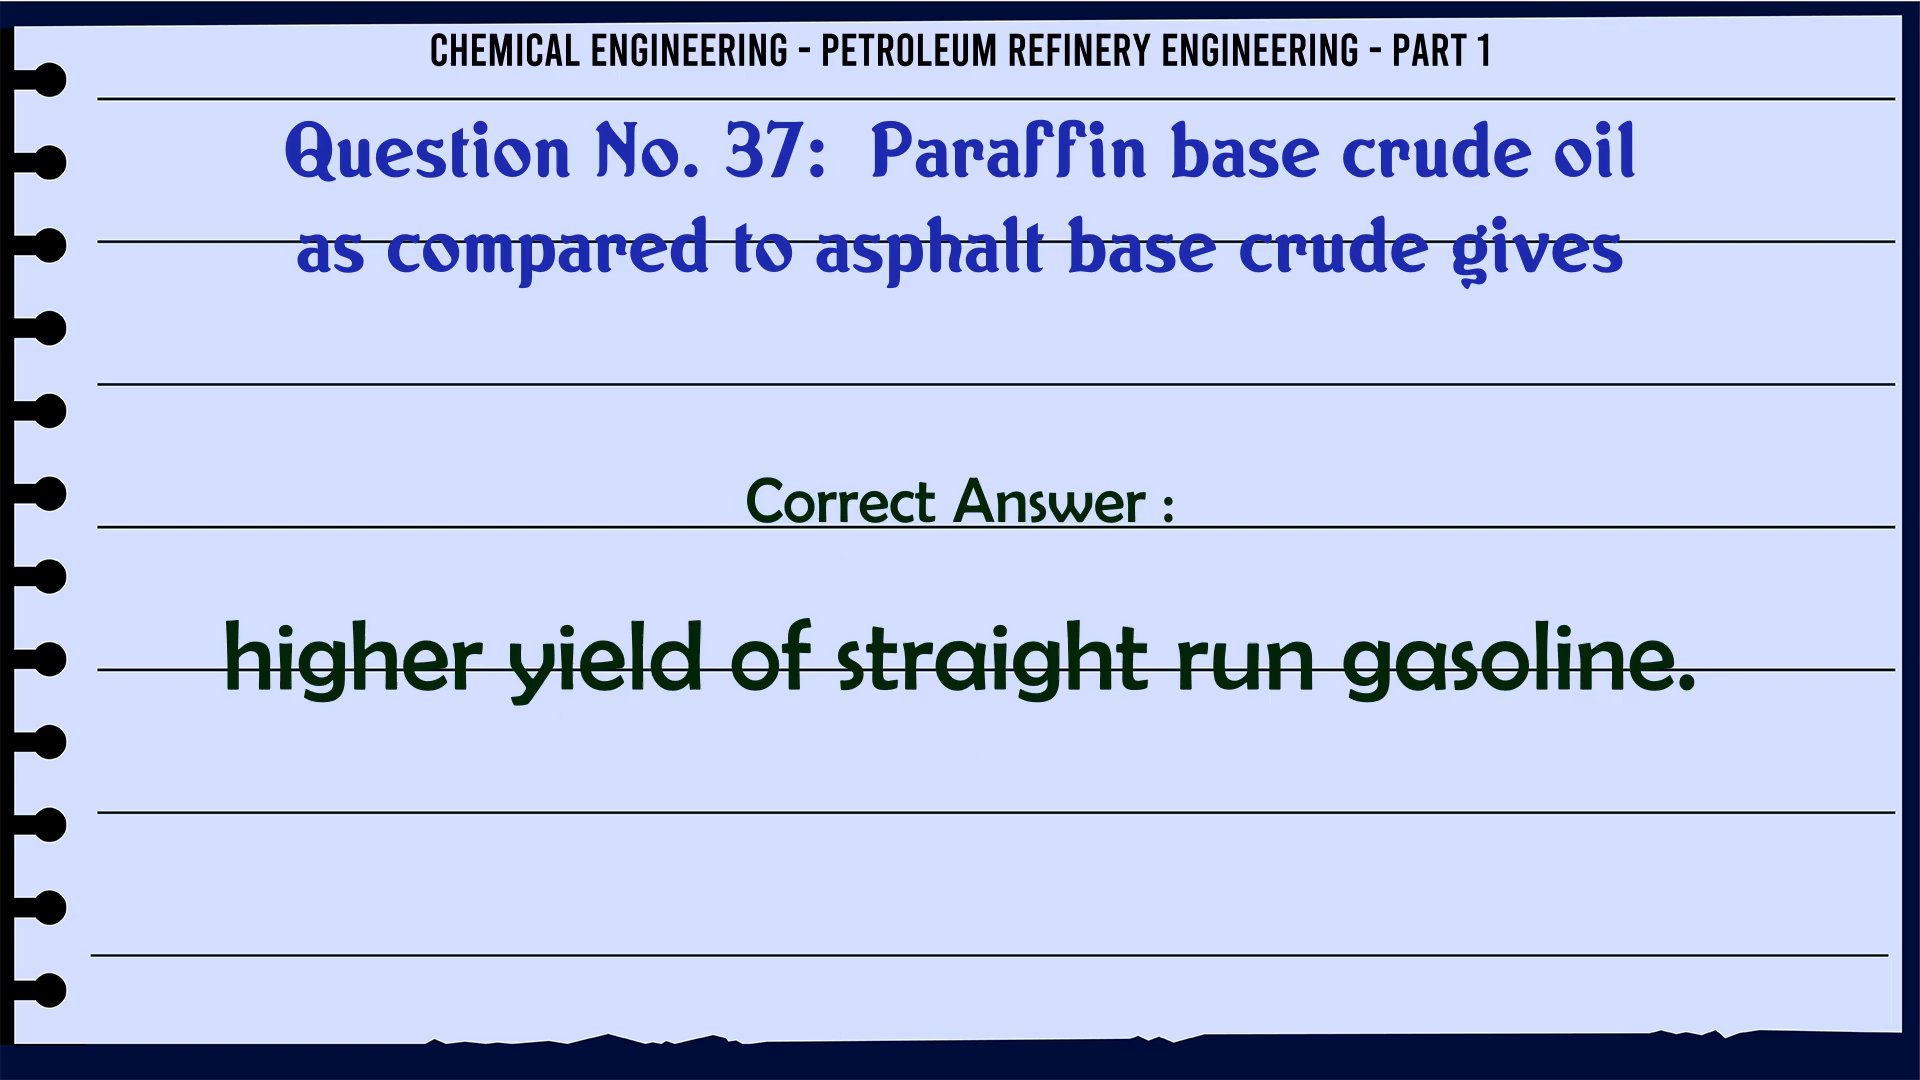 CHEMICAL ENGINEERING - PETROLEUM REFINERY ENGINEERING - PART 1
Question No. 37: Paraffin base crude oil
as compared to asphalt base crude gives
Correct Answer :
higher yield of straight run gasoline.